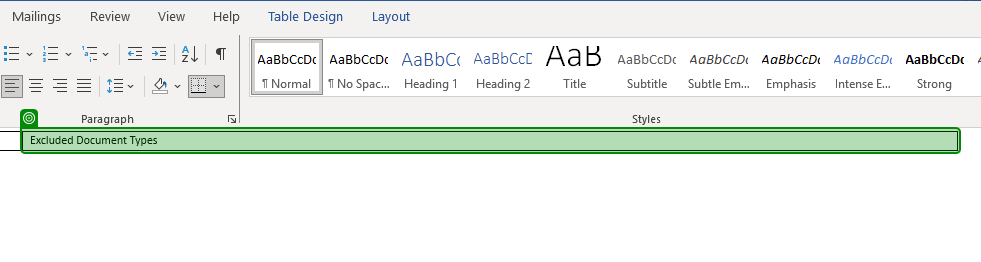 Mailings Review View Help Table Design Layout
AaBbCcDc AaBbCcDc AaBbCc AaBbCcD AaB AaBbCcDc AaBbCcDc AaBbCcDc AaBbCcDc AaBbCcDc
¶ Normal ¶ No Spac... Heading 1 Heading 2 Title Subtitle Subtle Em... Emphasis Intense E... Strong
Paragraph Styles
Excluded Document Types